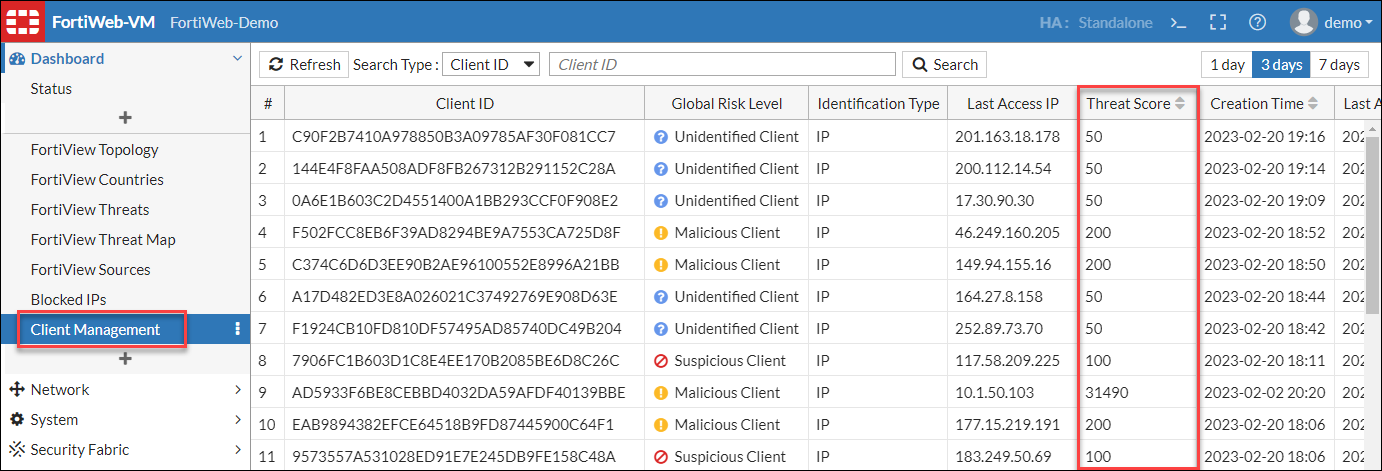 FortiWeb-VM FortiWeb-Demo HA: Standalone >_ demo
Dashboard
Status
+
FortiView Topology
FortiView Countries
FortiView Threats
FortiView Threat Map
FortiView Sources
Blocked IPs
Client Management
+
Network
System
Security Fabric
Refresh Search Type : Client ID Client ID Search 1 day 3 days 7 days
# Client ID Global Risk Level Identification Type Last Access IP Threat Score Creation Time Last A
1 C90F2B7410A978850B3A09785AF30F081CC7 Unidentified Client IP 201.163.18.178 50 2023-02-20 19:16 202
2 144E4F8FAA508ADF8FB267312B291152C28A Unidentified Client IP 200.112.14.54 50 2023-02-20 19:14 202
3 0A6E1B603C2D4551400A1BB293CCF0F908E2 Unidentified Client IP 17.30.90.30 50 2023-02-20 19:09 202
4 F502FCC8EB6F39AD8294BE9A7553CA725D8F Malicious Client IP 46.249.160.205 200 2023-02-20 18:52 202
5 C374C6D6D3EE90B2AE96100552E8996A21BB Malicious Client IP 149.94.155.16 200 2023-02-20 18:50 202
6 A17D482ED3E8A026021C37492769E908D63E Unidentified Client IP 164.27.8.158 50 2023-02-20 18:44 202
7 F1924CB10FD810DF57495AD85740DC49B204 Unidentified Client IP 252.89.73.70 50 2023-02-20 18:42 202
8 7906FC1B603D1C8E4EE170B2085BE6D8C26C Suspicious Client IP 117.58.209.225 100 2023-02-20 18:11 202
9 AD5933F6BE8CEBBD4032DA59AFDF40139BBE Malicious Client IP 10.1.50.103 31490 2023-02-02 20:20 202
10 EAB9894382EFCE64518B9FD87445900C64F1 Malicious Client IP 177.15.219.191 200 2023-02-20 18:06 202
11 9573557A531028ED91E7E245DB9FE158C48A Suspicious Client IP 183.249.50.69 100 2023-02-20 18:06 202